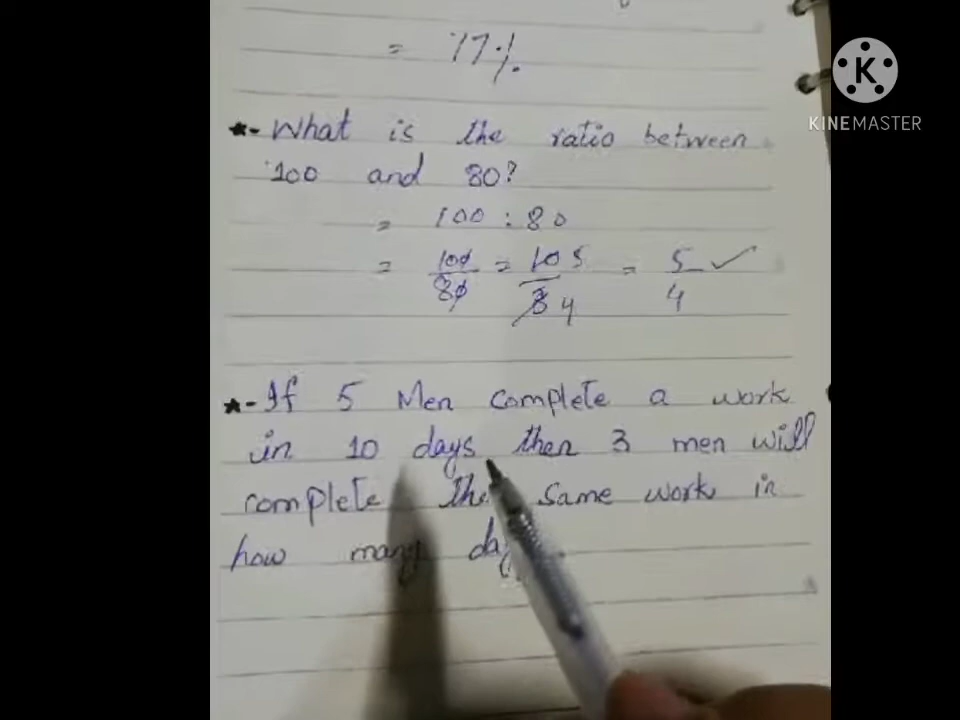 = 17%
*- What is the ratio between
100 and 80?
= 100 : 80
= 100/80 = 10 5/8 4 = 5/4 ✓
*- If 5 Men complete a work
in 10 days then 3 men will
complete the same work in
how many
K
KINEMASTER